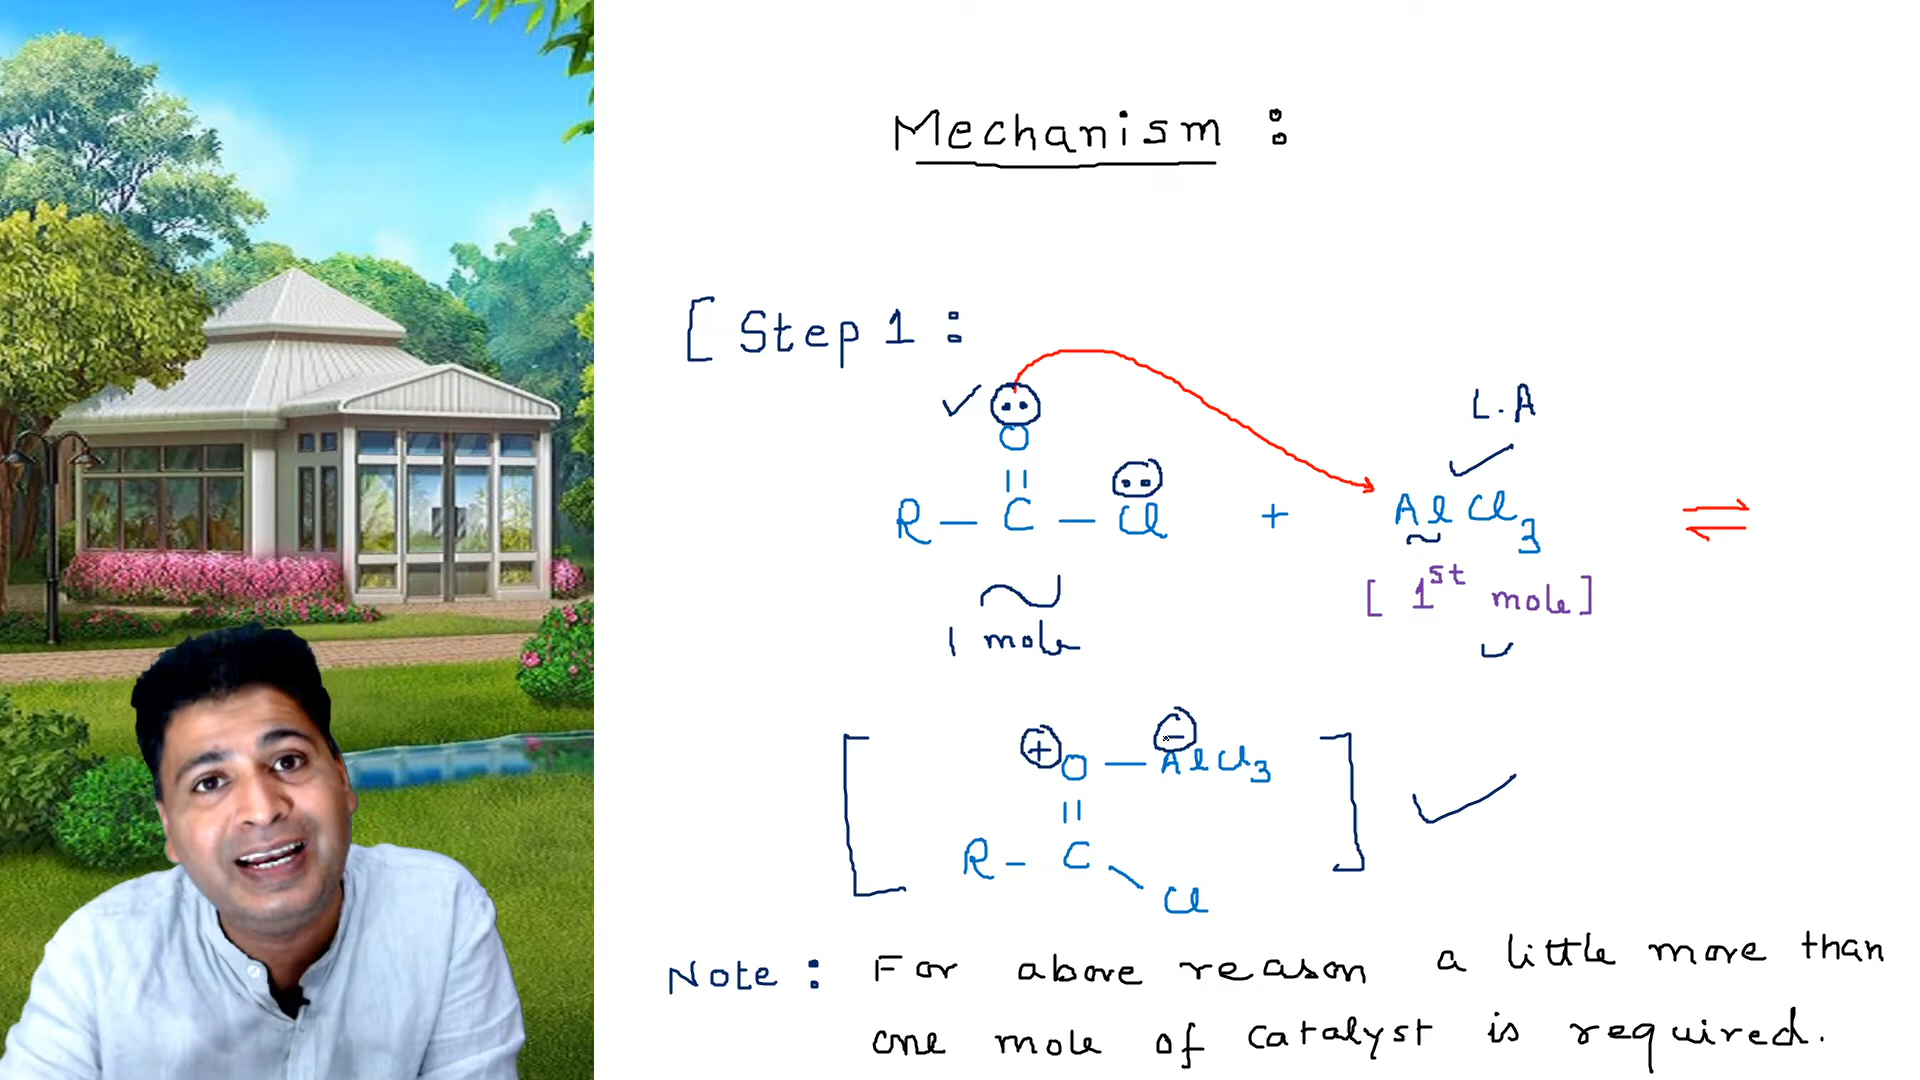 Mechanism :
[ Step 1 :
L.A
O
||
R — C — Cl + AlCl3 ⇌
[ 1st mole ]
1 mole
[ ⊕ O — ⊖ AlCl3 ]
||
R – C
Cl
Note : For above reason a little more than
one mole of catalyst is required.